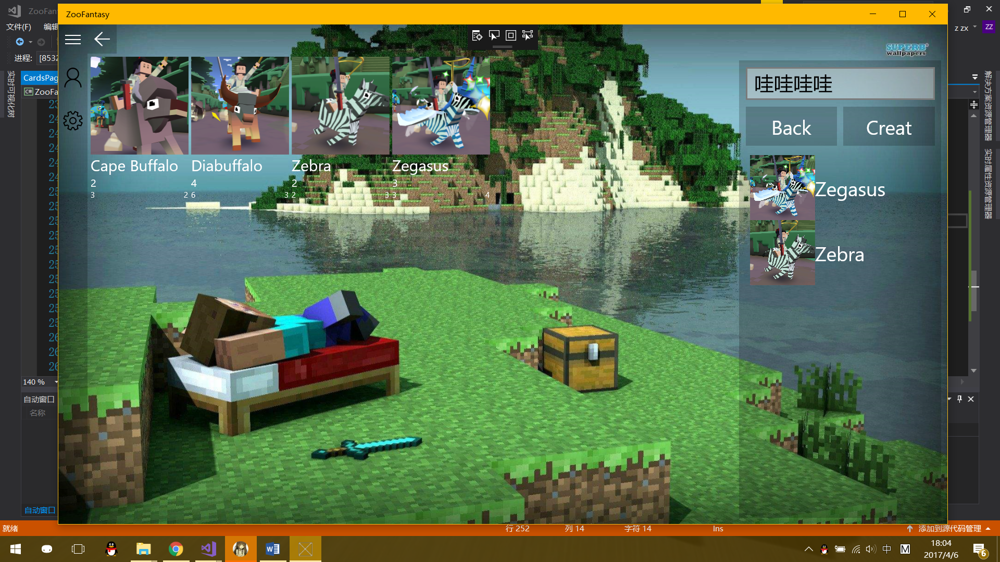 ZooFan
ZooFantasy
文件(F)
编辑
z zx
ZZ
进程:
[8532
SUPERB
wallpapers
实时可视化树
CardsPag
ZooFa
哇哇哇哇
Back
Creat
解决方案资源管理器
实时属性资源管理器
Cape Buffalo
2
3 2
Diabuffalo
4
6 3
Zebra
2
2 3
Zegasus
3
3 4
Zegasus
Zebra
23
24
24
24
24
24
25
25
25
25
25
25
25
25
25
25
26
26
26
140 %
自动窗口
名称
自动窗口
就绪
行 252
列 14
字符 14
Ins
添加到源代码管理
中
M
18:04
2017/4/6
6